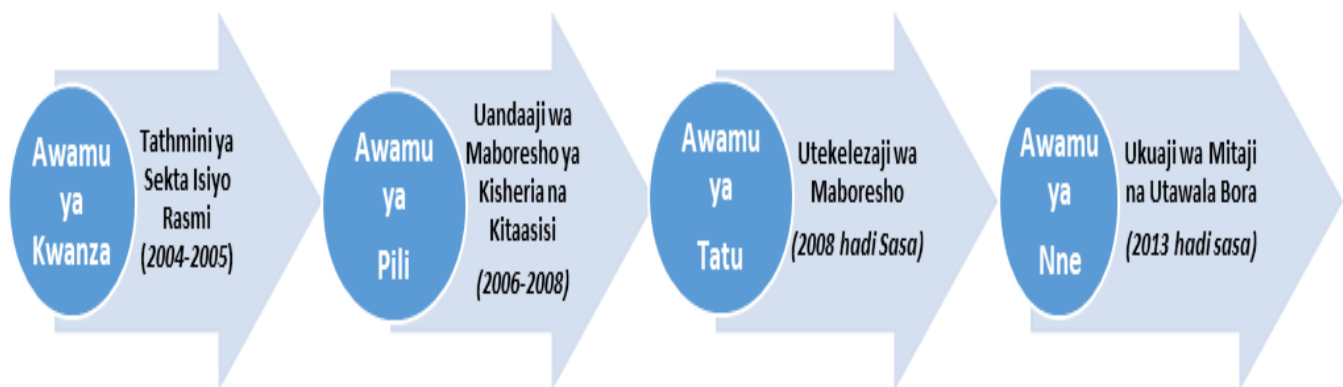 Awamu
ya
Kwanza
Tathmini ya
Sekta Isiyo
Rasmi
(2004-2005)
Awamu
ya
Pili
Uandaaji wa
Maboresho ya
Kisheria na
Kitaasisi
(2006-2008)
Awamu
ya
Tatu
Utekelezaji wa
Maboresho
(2008 hadi Sasa)
Awamu
ya
Nne
Ukuaji wa Mitaji
na Utawala Bora
(2013 hadi sasa)